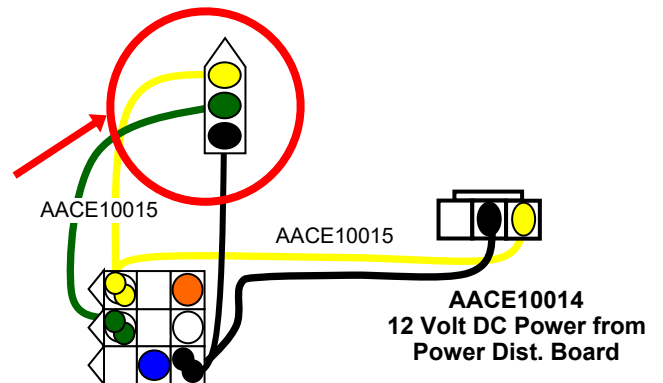 AACE10015
AACE10015
AACE10014
12 Volt DC Power from
Power Dist. Board